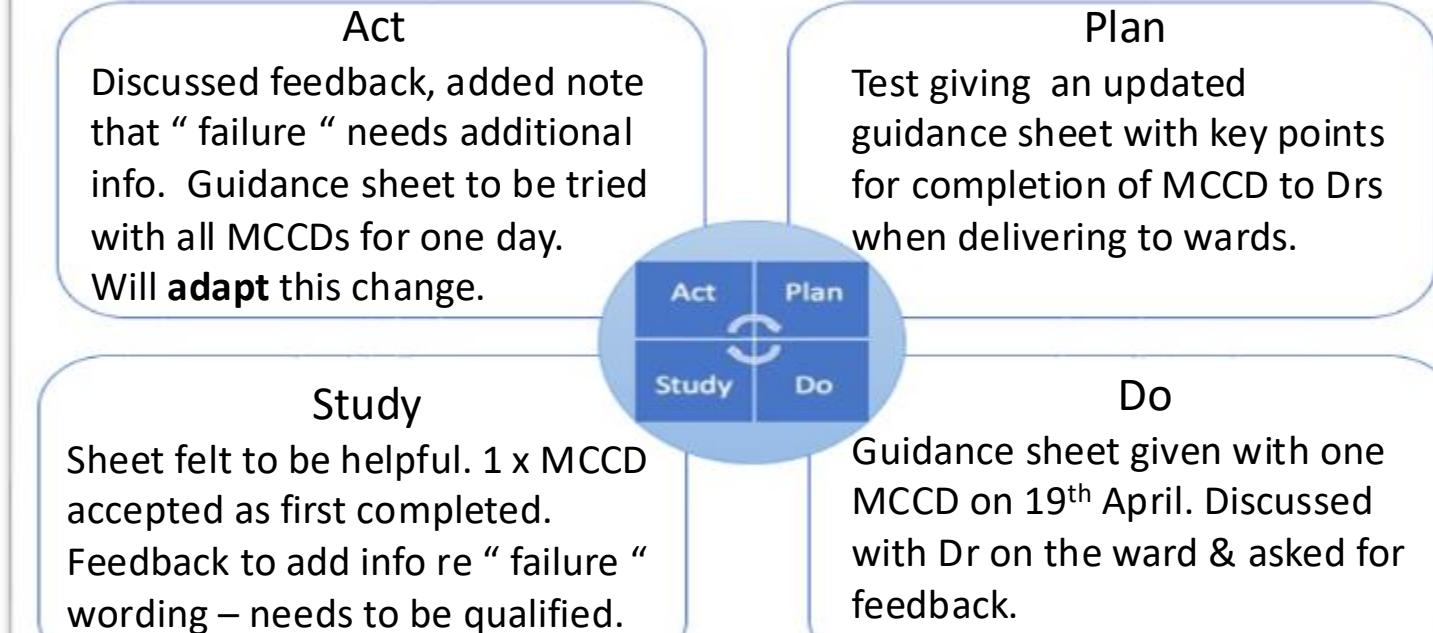 Act
Discussed feedback, added note
that “ failure “ needs additional
info. Guidance sheet to be tried
with all MCCDs for one day.
Will adapt this change.
Plan
Test giving an updated
guidance sheet with key points
for completion of MCCD to Drs
when delivering to wards.
Act
Plan
Study
Do
Study
Sheet felt to be helpful. 1 x MCCD
accepted as first completed.
Feedback to add info re “ failure “
wording – needs to be qualified.
Do
Guidance sheet given with one
MCCD on 19th April. Discussed
with Dr on the ward & asked for
feedback.